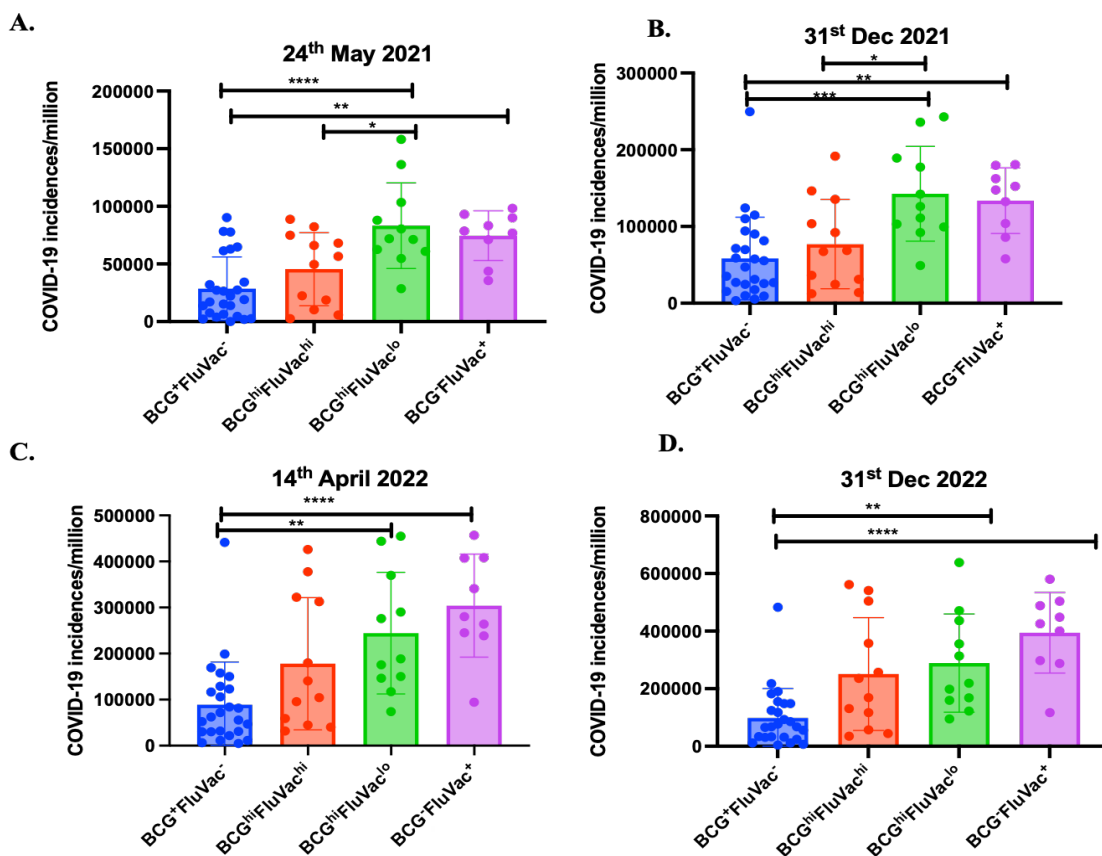 A.
24th May 2021
COVID-19 incidences/million
200000
150000
100000
50000
0
****
**
*
BCG+FluVac-
BCGhiFluVachi
BCGhiFluVaclo
BCG-FluVac+
B.
31st Dec 2021
COVID-19 incidences/million
300000
200000
100000
0
*
**
***
BCG+FluVac-
BCGhiFluVachi
BCGhiFluVaclo
BCG-FluVac+
C.
14th April 2022
COVID-19 incidences/million
500000
400000
300000
200000
100000
0
****
**
BCG+FluVac-
BCGhiFluVachi
BCGhiFluVaclo
BCG-FluVac+
D.
31st Dec 2022
COVID-19 incidences/million
800000
600000
400000
200000
0
**
****
BCG+FluVac-
BCGhiFluVachi
BCGhiFluVaclo
BCG-FluVac+